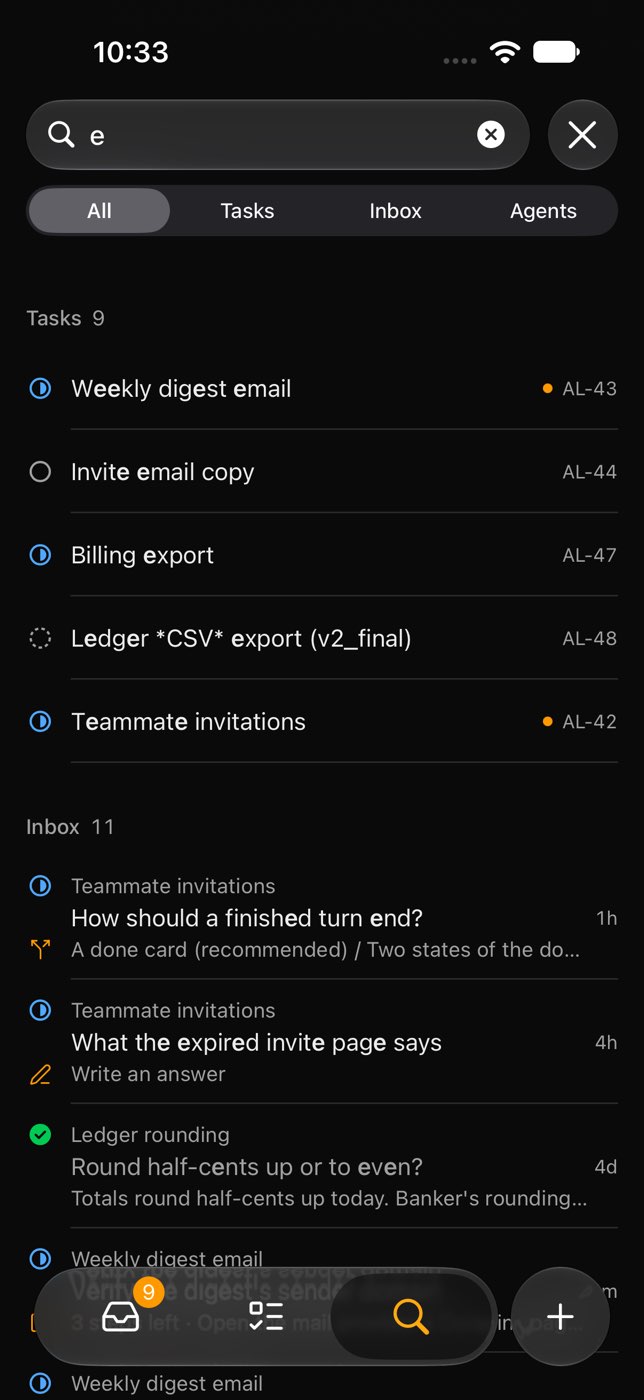 10:33
e
All Tasks Inbox Agents
Tasks 9
Weekly digest email AL-43
Invite email copy AL-44
Billing export AL-47
Ledger *CSV* export (v2_final) AL-48
Teammate invitations AL-42
Inbox 11
Teammate invitations
How should a finished turn end? 1h
A done card (recommended) / Two states of the do...
Teammate invitations
What the expired invite page says 4h
Write an answer
Ledger rounding
Round half-cents up or to even? 4d
Totals round half-cents up today. Banker's rounding...
Weekly digest email
9
Weekly digest email